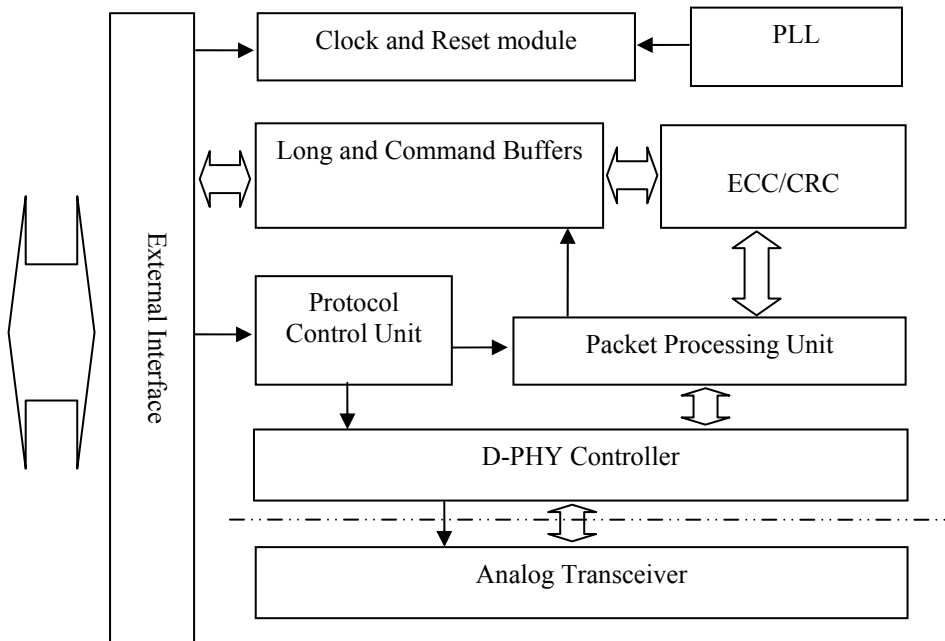 Clock and Reset module
PLL
Long and Command Buffers
ECC/CRC
External Interface
Protocol
Control Unit
Packet Processing Unit
D-PHY Controller
Analog Transceiver